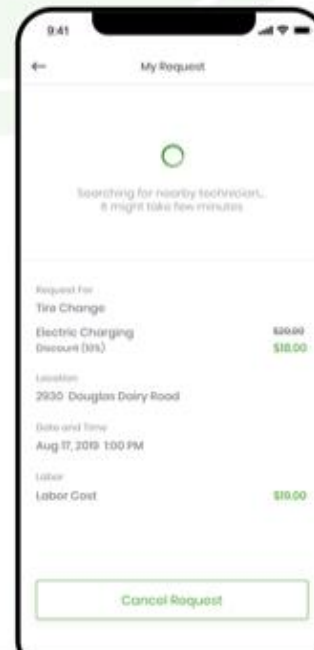 9:41
My Request
Searching for nearby technician...
It might take few minutes
Request For
Tire Change
Electric Charging $20.00
Discount (10%) $18.00
Location
2930 Douglas Dairy Road
Date and Time
Aug 17, 2019 1:00 PM
Labor
Labor Cost $19.00
Cancel Request